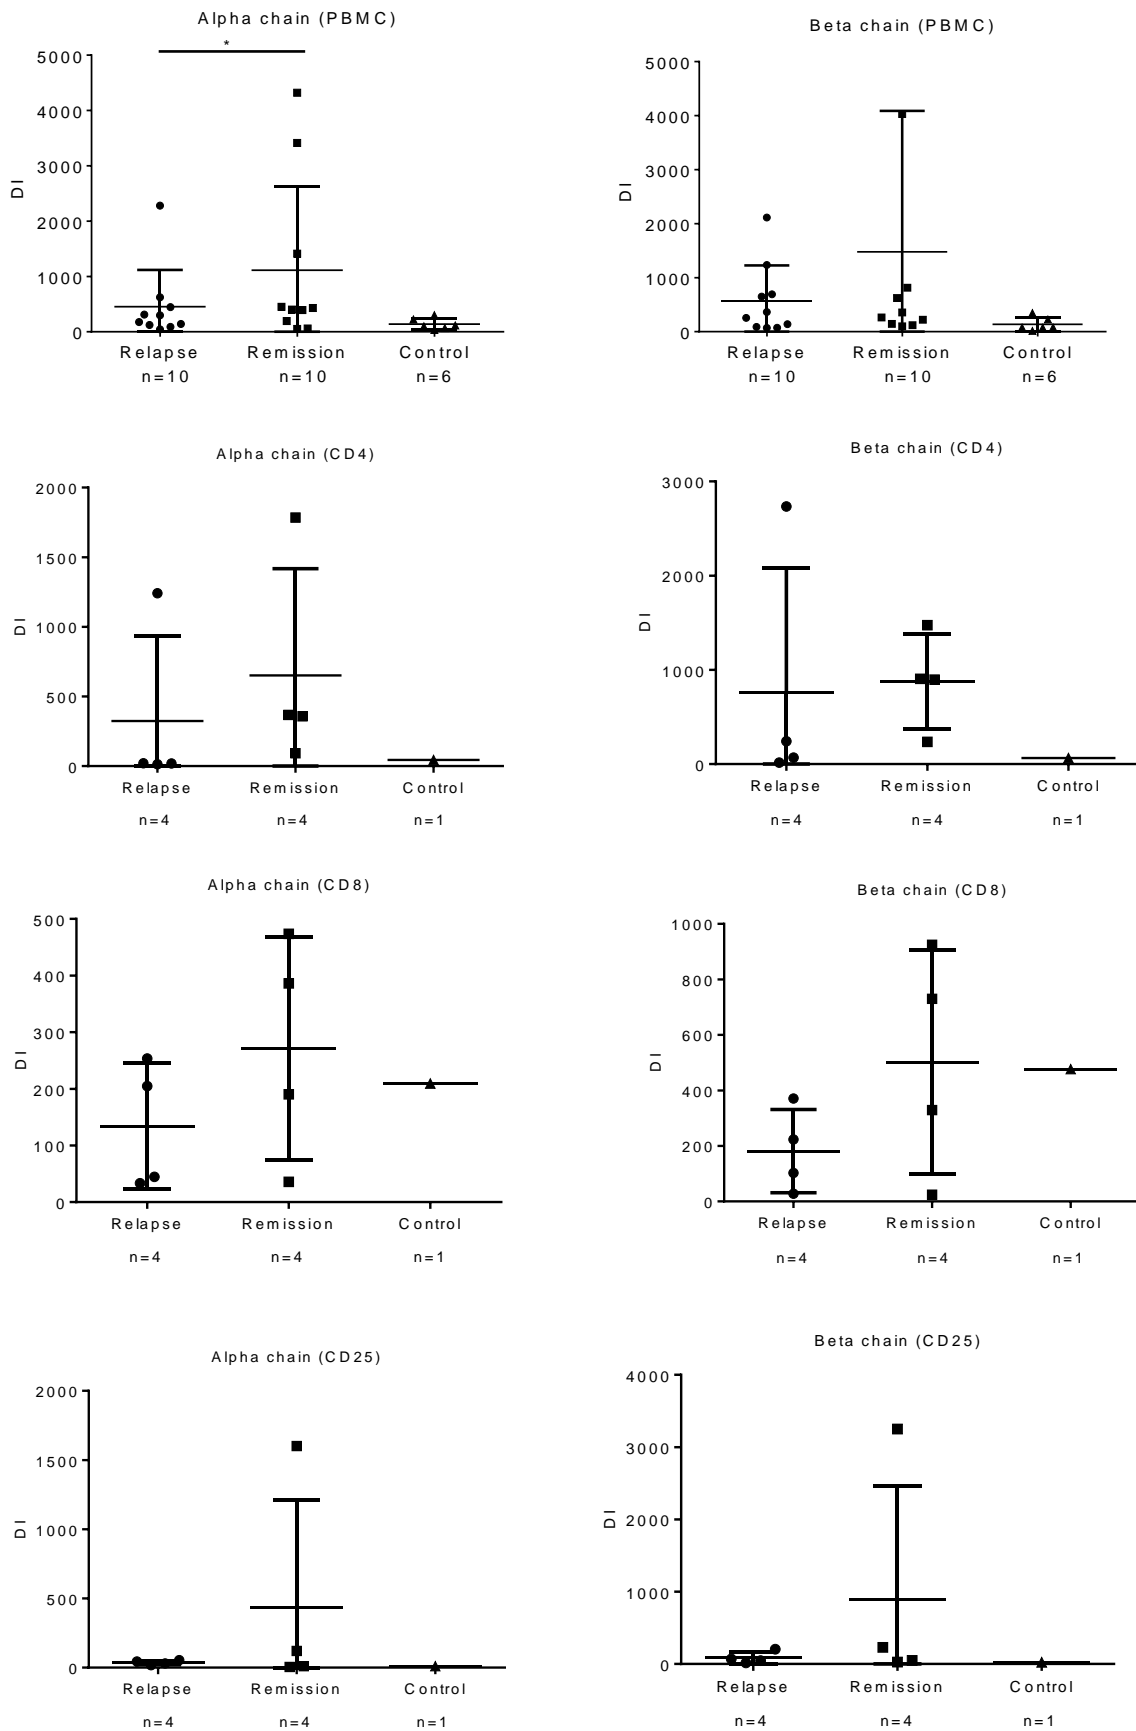 Alpha chain (PBMC)
*
5000
4000
3000
2000
1000
0
DI
Relapse Remission Control
n=10 n=10 n=6
Beta chain (PBMC)
5000
4000
3000
2000
1000
0
DI
Relapse Remission Control
n=10 n=10 n=6
Alpha chain (CD4)
2000
1500
1000
500
0
DI
Relapse Remission Control
n=4 n=4 n=1
Beta chain (CD4)
3000
2000
1000
0
DI
Relapse Remission Control
n=4 n=4 n=1
Alpha chain (CD8)
500
400
300
200
100
0
DI
Relapse Remission Control
n=4 n=4 n=1
Beta chain (CD8)
1000
800
600
400
200
0
DI
Relapse Remission Control
n=4 n=4 n=1
Alpha chain (CD25)
2000
1500
1000
500
0
DI
Relapse Remission Control
n=4 n=4 n=1
Beta chain (CD25)
4000
3000
2000
1000
0
DI
Relapse Remission Control
n=4 n=4 n=1